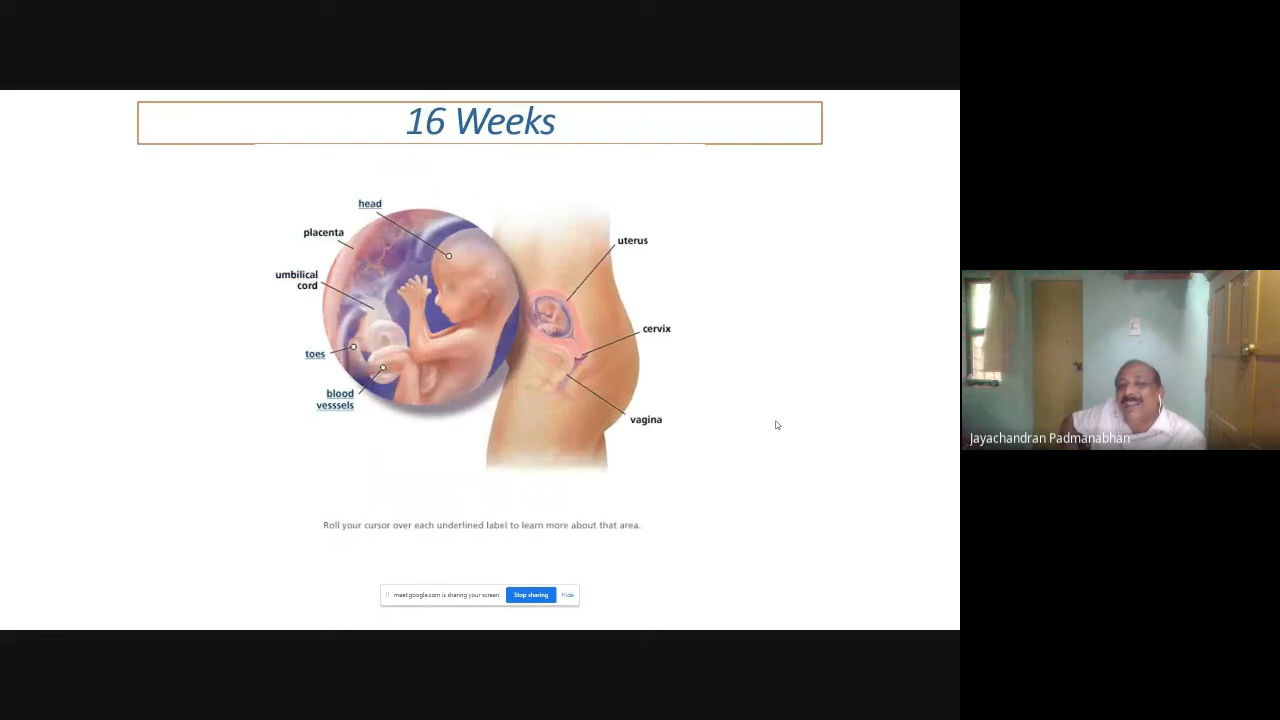 16 Weeks
head
placenta
umbilical
cord
toes
blood
vesssels
uterus
cervix
vagina
Roll your cursor over each underlined label to learn more about that area.
meet.google.com is sharing your screen.
Stop sharing
Hide
Jayachandran Padmanabhan